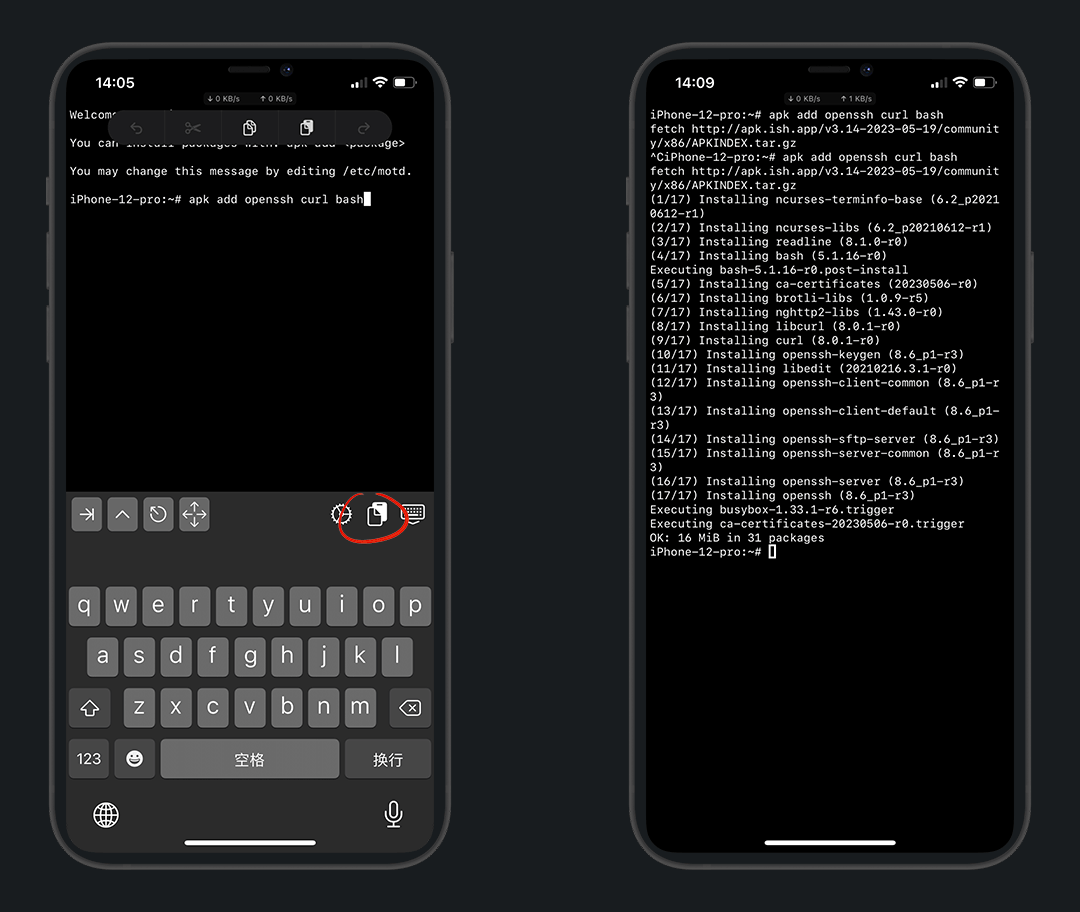 14:05
↓ 0 KB/s ↑ 0 KB/s
Welcome
You can install packages with: apk add <package>
You may change this message by editing /etc/motd.
iPhone-12-pro:~# apk add openssh curl bash
q w e r t y u i o p
a s d f g h j k l
z x c v b n m
123 空格 换行
14:09
↓ 0 KB/s ↑ 1 KB/s
iPhone-12-pro:~# apk add openssh curl bash
fetch http://apk.ish.app/v3.14-2023-05-19/communit
y/x86/APKINDEX.tar.gz
^CiPhone-12-pro:~# apk add openssh curl bash
fetch http://apk.ish.app/v3.14-2023-05-19/communit
y/x86/APKINDEX.tar.gz
(1/17) Installing ncurses-terminfo-base (6.2_p2021
0612-r1)
(2/17) Installing ncurses-libs (6.2_p20210612-r1)
(3/17) Installing readline (8.1.0-r0)
(4/17) Installing bash (5.1.16-r0)
Executing bash-5.1.16-r0.post-install
(5/17) Installing ca-certificates (20230506-r0)
(6/17) Installing brotli-libs (1.0.9-r5)
(7/17) Installing nghttp2-libs (1.43.0-r0)
(8/17) Installing libcurl (8.0.1-r0)
(9/17) Installing curl (8.0.1-r0)
(10/17) Installing openssh-keygen (8.6_p1-r3)
(11/17) Installing libedit (20210216.3.1-r0)
(12/17) Installing openssh-client-common (8.6_p1-r
3)
(13/17) Installing openssh-client-default (8.6_p1-
r3)
(14/17) Installing openssh-sftp-server (8.6_p1-r3)
(15/17) Installing openssh-server-common (8.6_p1-r
3)
(16/17) Installing openssh-server (8.6_p1-r3)
(17/17) Installing openssh (8.6_p1-r3)
Executing busybox-1.33.1-r6.trigger
Executing ca-certificates-20230506-r0.trigger
OK: 16 MiB in 31 packages
iPhone-12-pro:~#